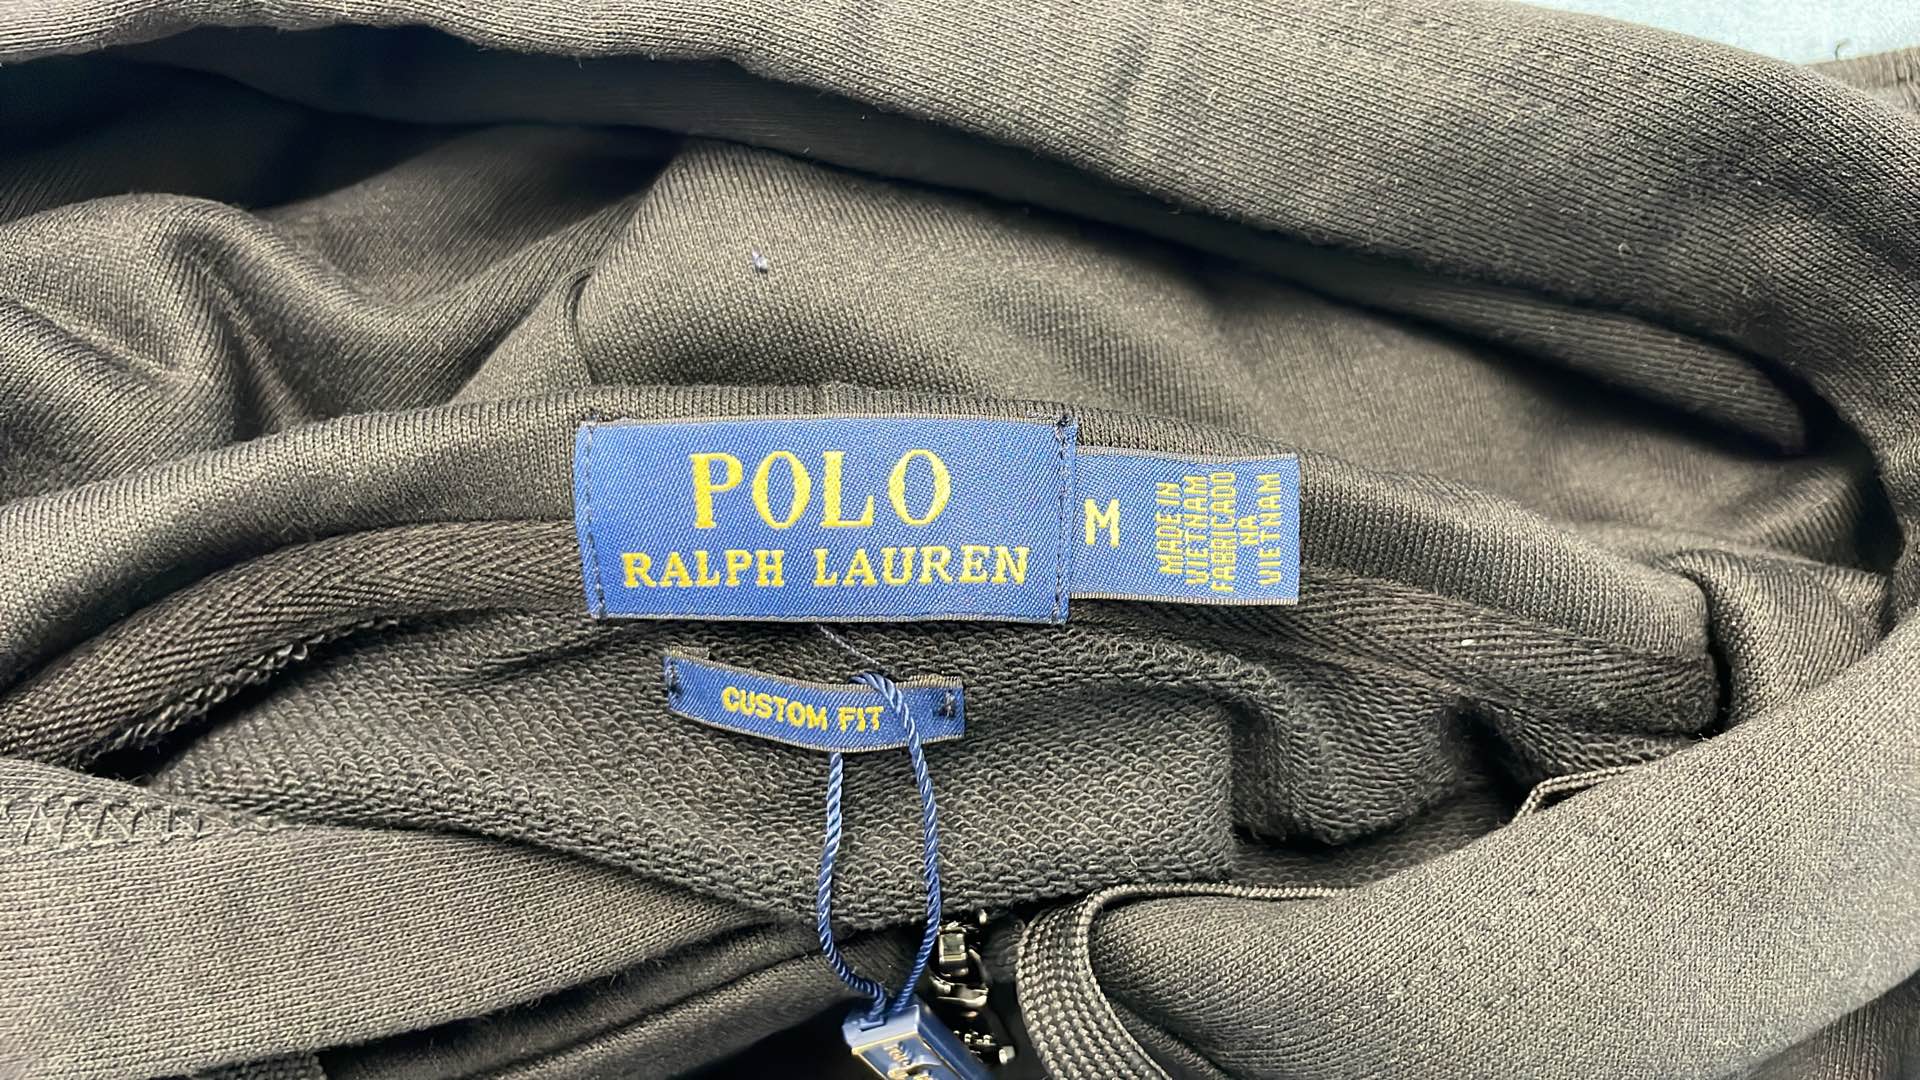 POLO
RALPH LAUREN
M
MADE IN
VIETNAM
FABRICADO
NA
VIETNAM
CUSTOM FIT